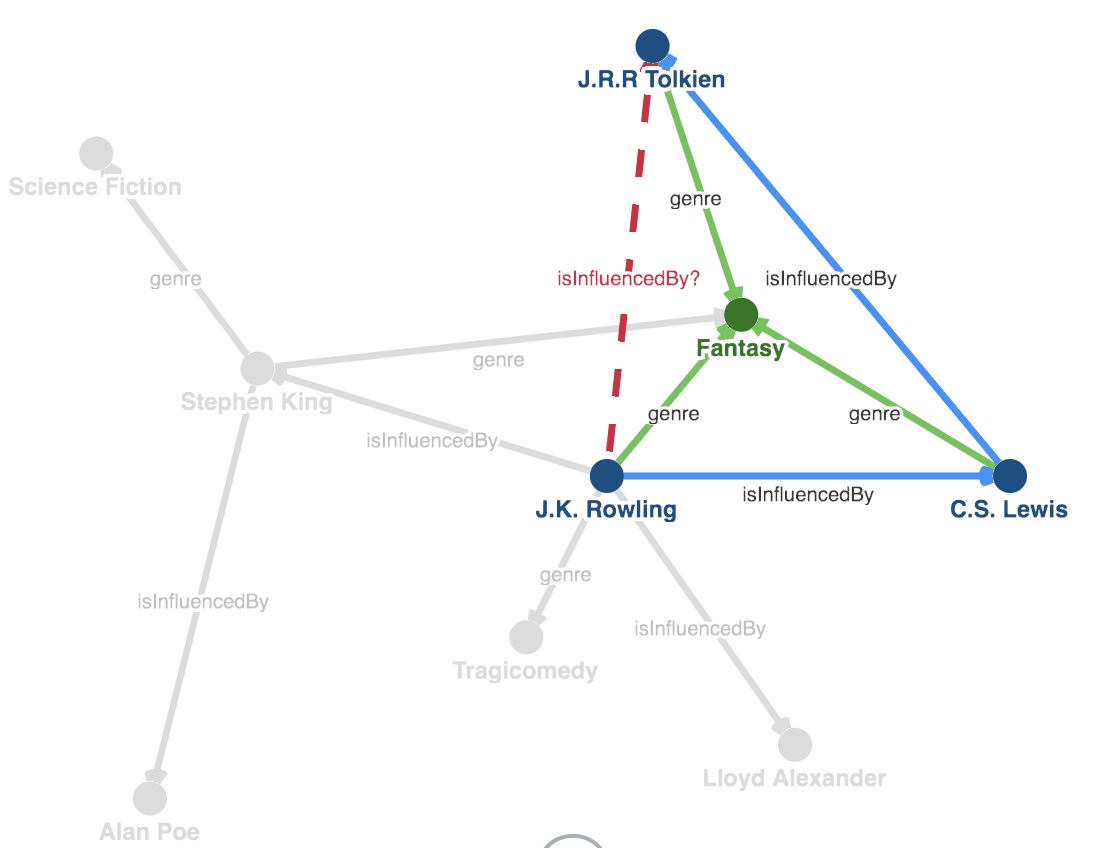 J.R.R Tolkien
Science Fiction
genre
genre
isInfluencedBy?
isInfluencedBy
Fantasy
genre
Stephen King
genre
genre
isInfluencedBy
isInfluencedBy
J.K. Rowling
C.S. Lewis
genre
isInfluencedBy
isInfluencedBy
Tragicomedy
Lloyd Alexander
Alan Poe